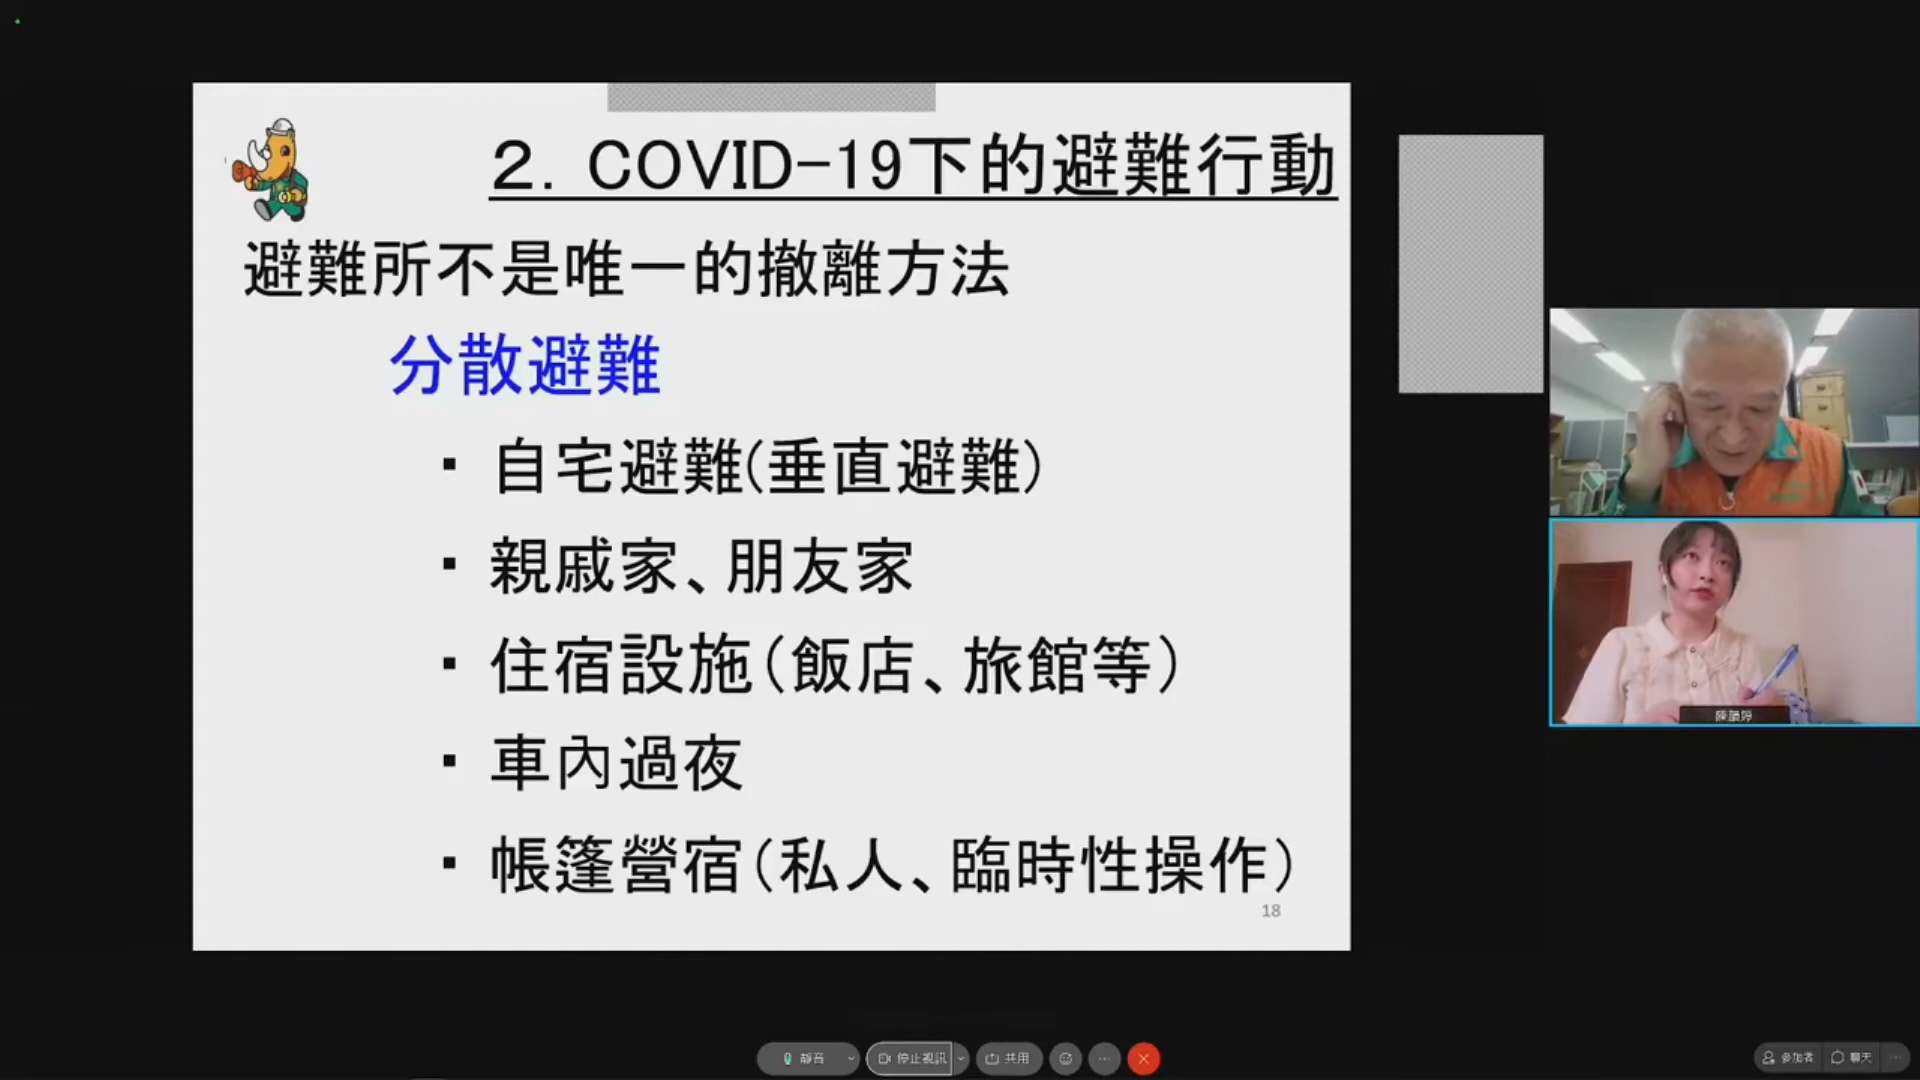 2. COVID-19下的避難行動
避難所不是唯一的撤離方法
分散避難
▪ 自宅避難(垂直避難)
▪ 親戚家、朋友家
▪ 住宿設施(飯店、旅館等)
▪ 車內過夜
▪ 帳篷營宿(私人、臨時性操作)
18
靜音
停止視訊
共用
參加者
聊天